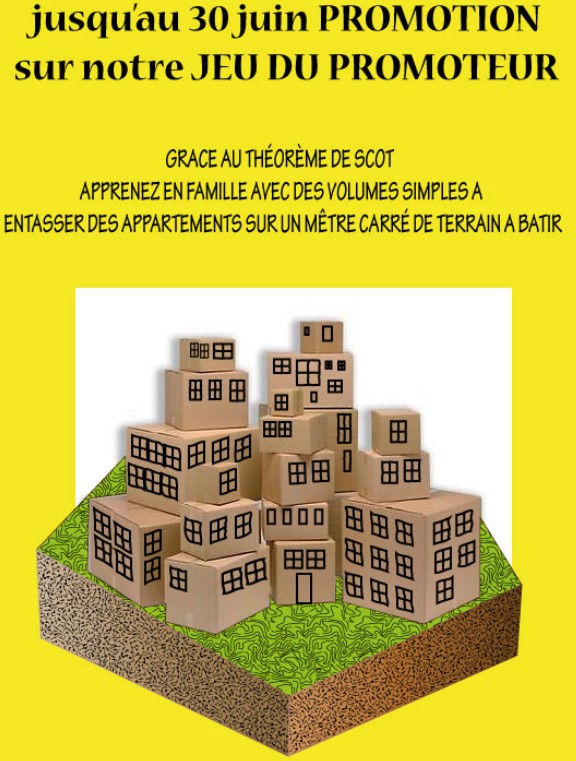 jusqu'au 30 juin PROMOTION
sur notre JEU DU PROMOTEUR
GRACE AU THÉORÈME DE SCOT
APPRENEZ EN FAMILLE AVEC DES VOLUMES SIMPLES A
ENTASSER DES APPARTEMENTS SUR UN MÊTRE CARRÉ DE TERRAIN A BATIR